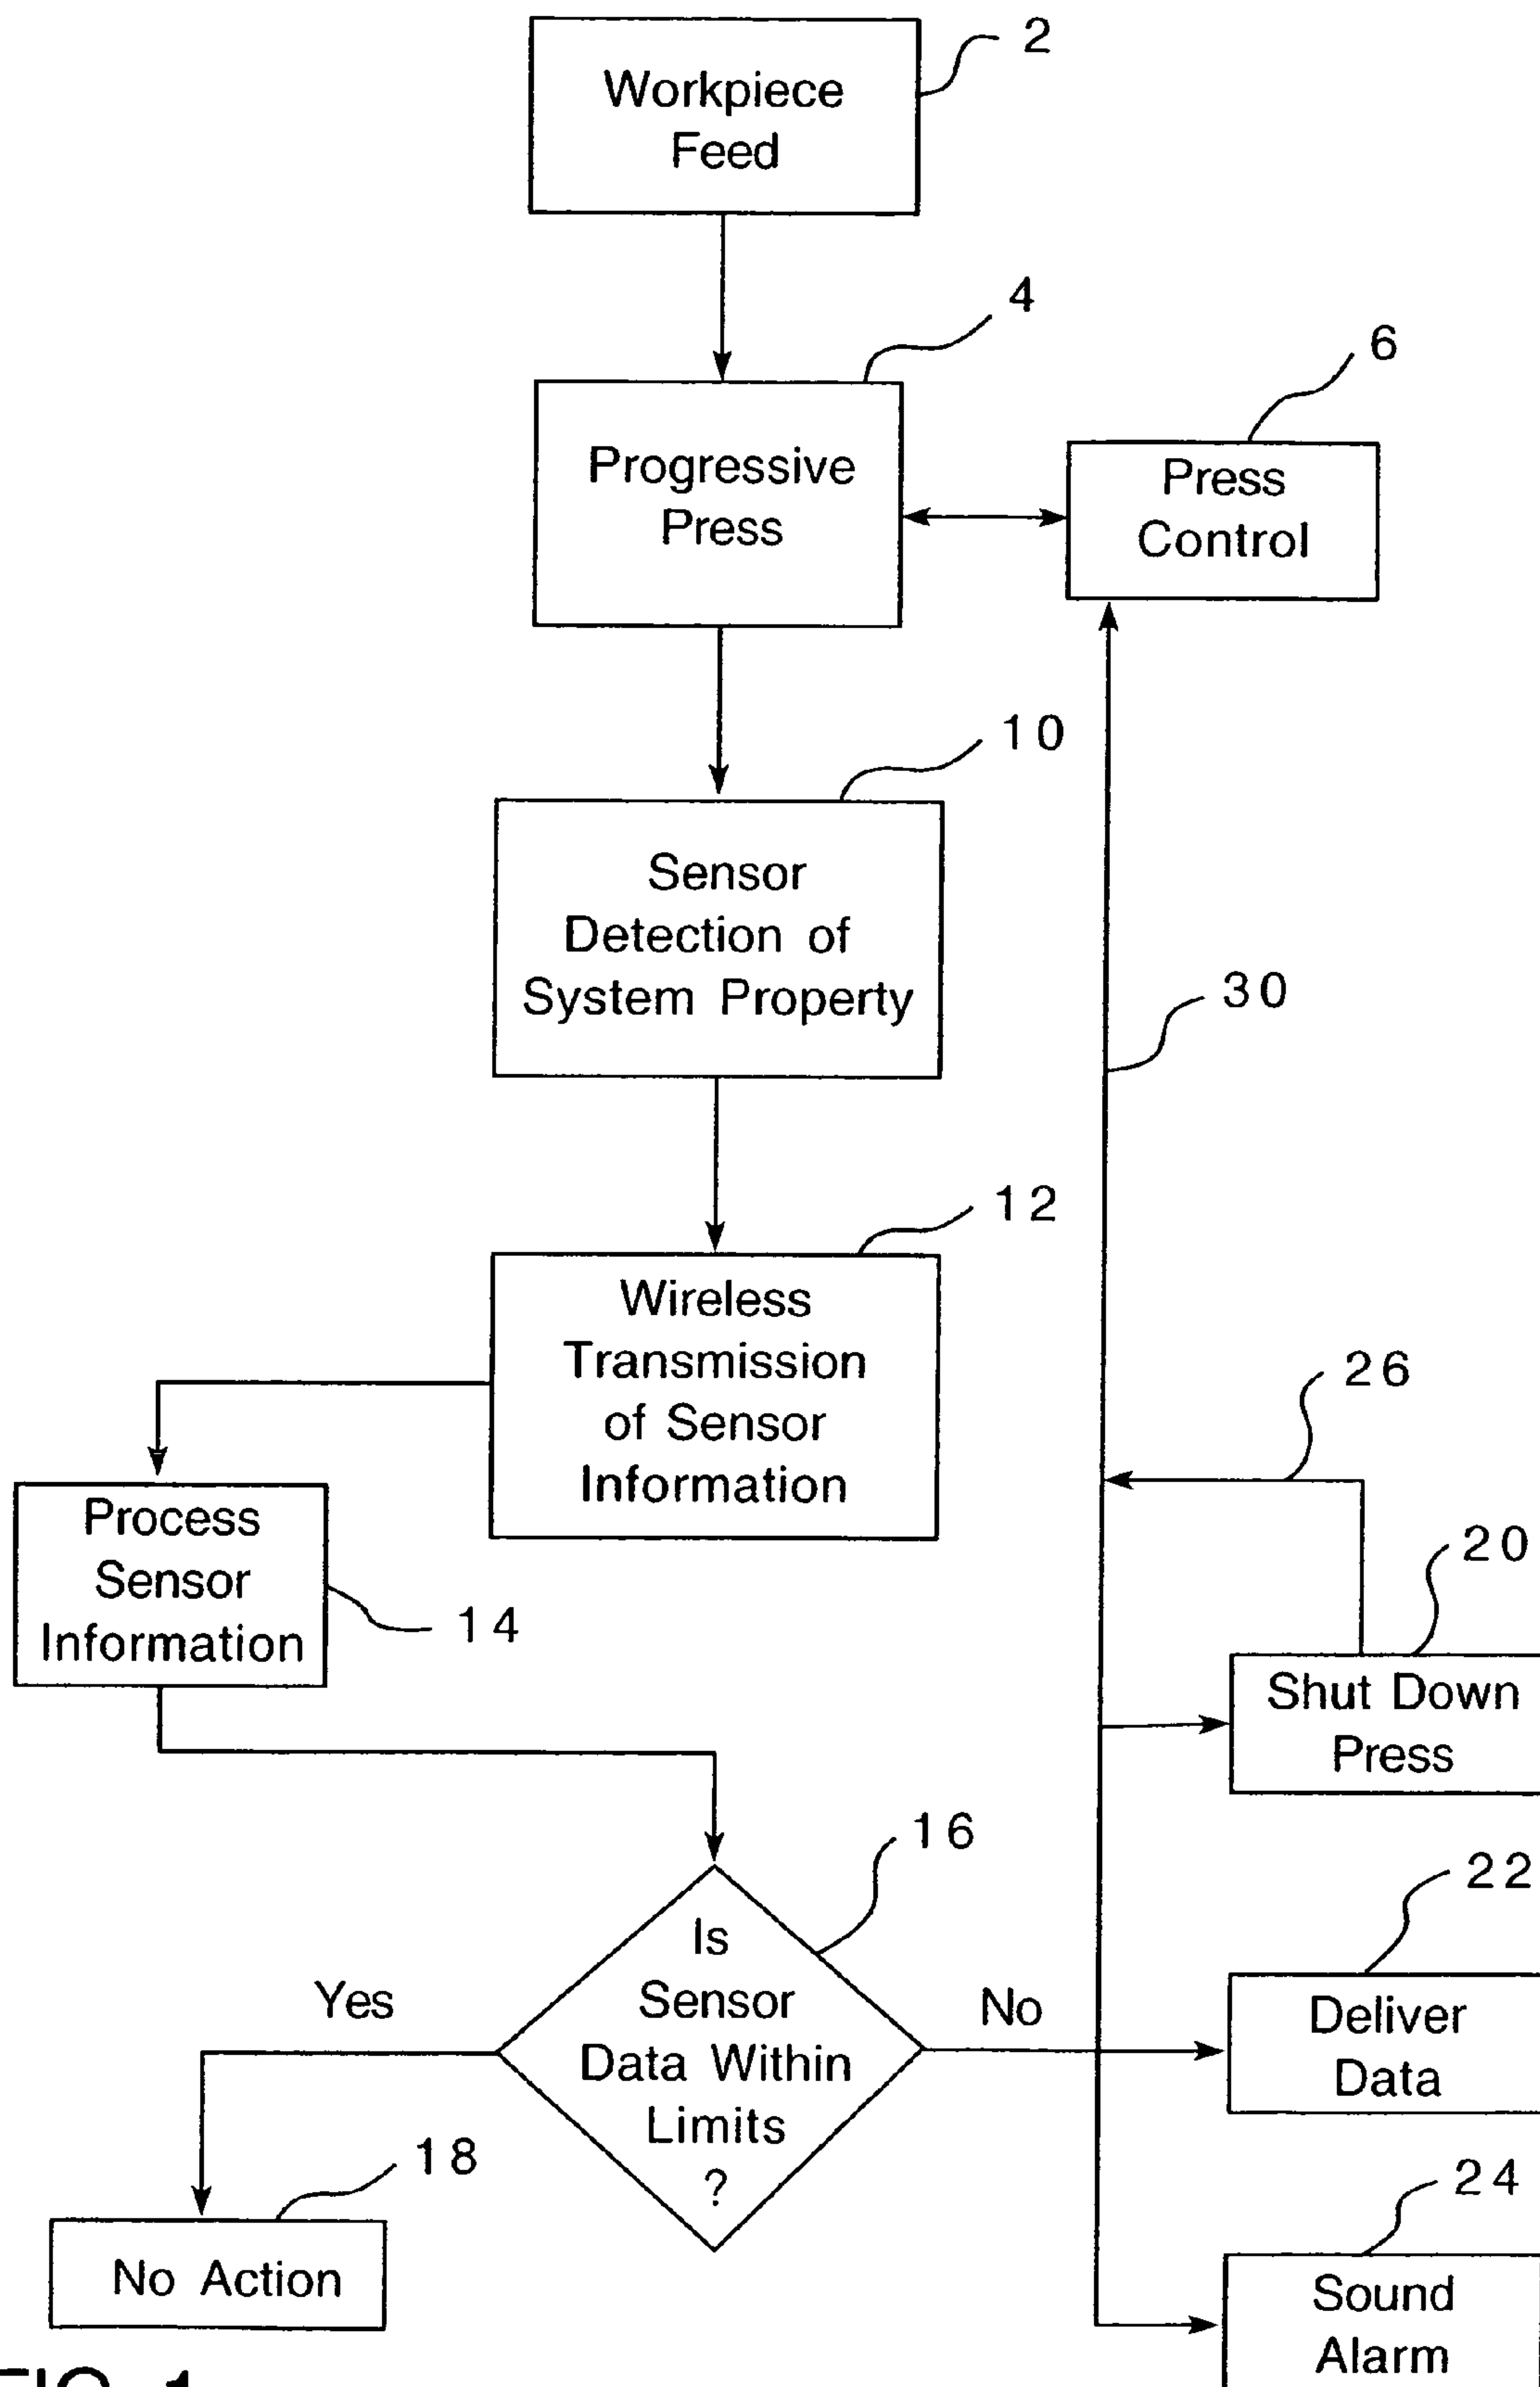 2
Workpiece
Feed
4
6
Progressive
Press
Press
Control
10
Sensor
Detection of
System Property
30
12
Wireless
Transmission
of Sensor
Information
26
Process
Sensor
Information
14
20
Shut Down
Press
16
22
Is
Sensor
Data Within
Limits
?
Yes
No
Deliver
Data
18
24
No Action
Sound
Alarm
FIG. 1